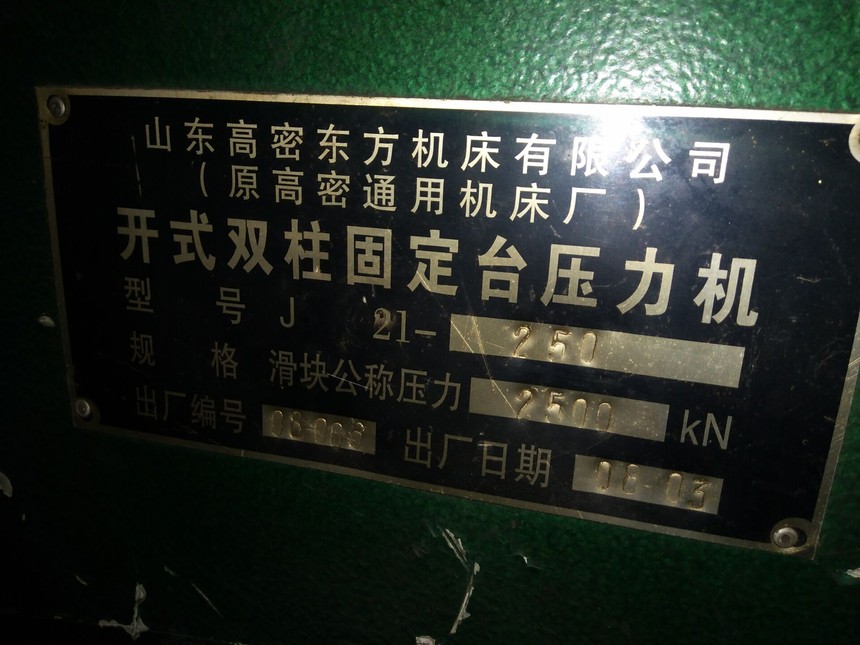 山东高密东方机床有限公司
（原高密通用机床厂）
开式双柱固定台压力机
型号 J 21- 250
规格 滑块公称压力 2500 kN
出厂编号 出厂日期 08-03